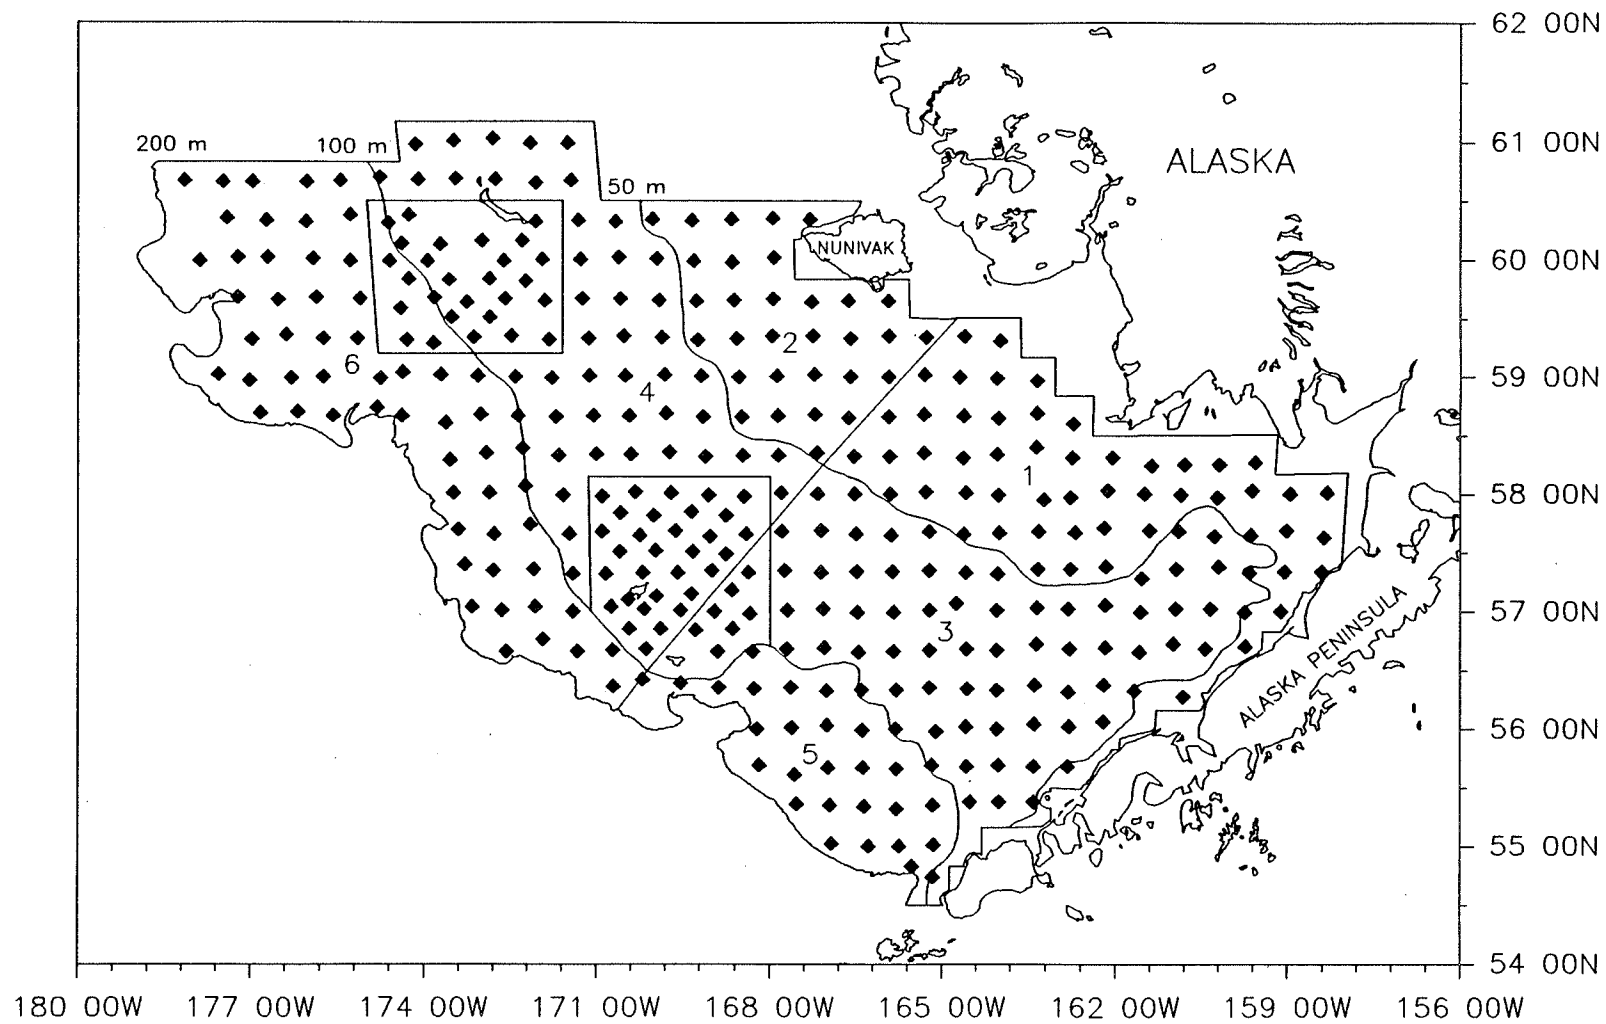 62 00N
61 00N
60 00N
59 00N
58 00N
57 00N
56 00N
55 00N
54 00N
200 m
100 m
50 m
ALASKA
NUNIVAK
2
6
4
1
3
5
ALASKA PENINSULA
180 00W 177 00W 174 00W 171 00W 168 00W 165 00W 162 00W 159 00W 156 00W